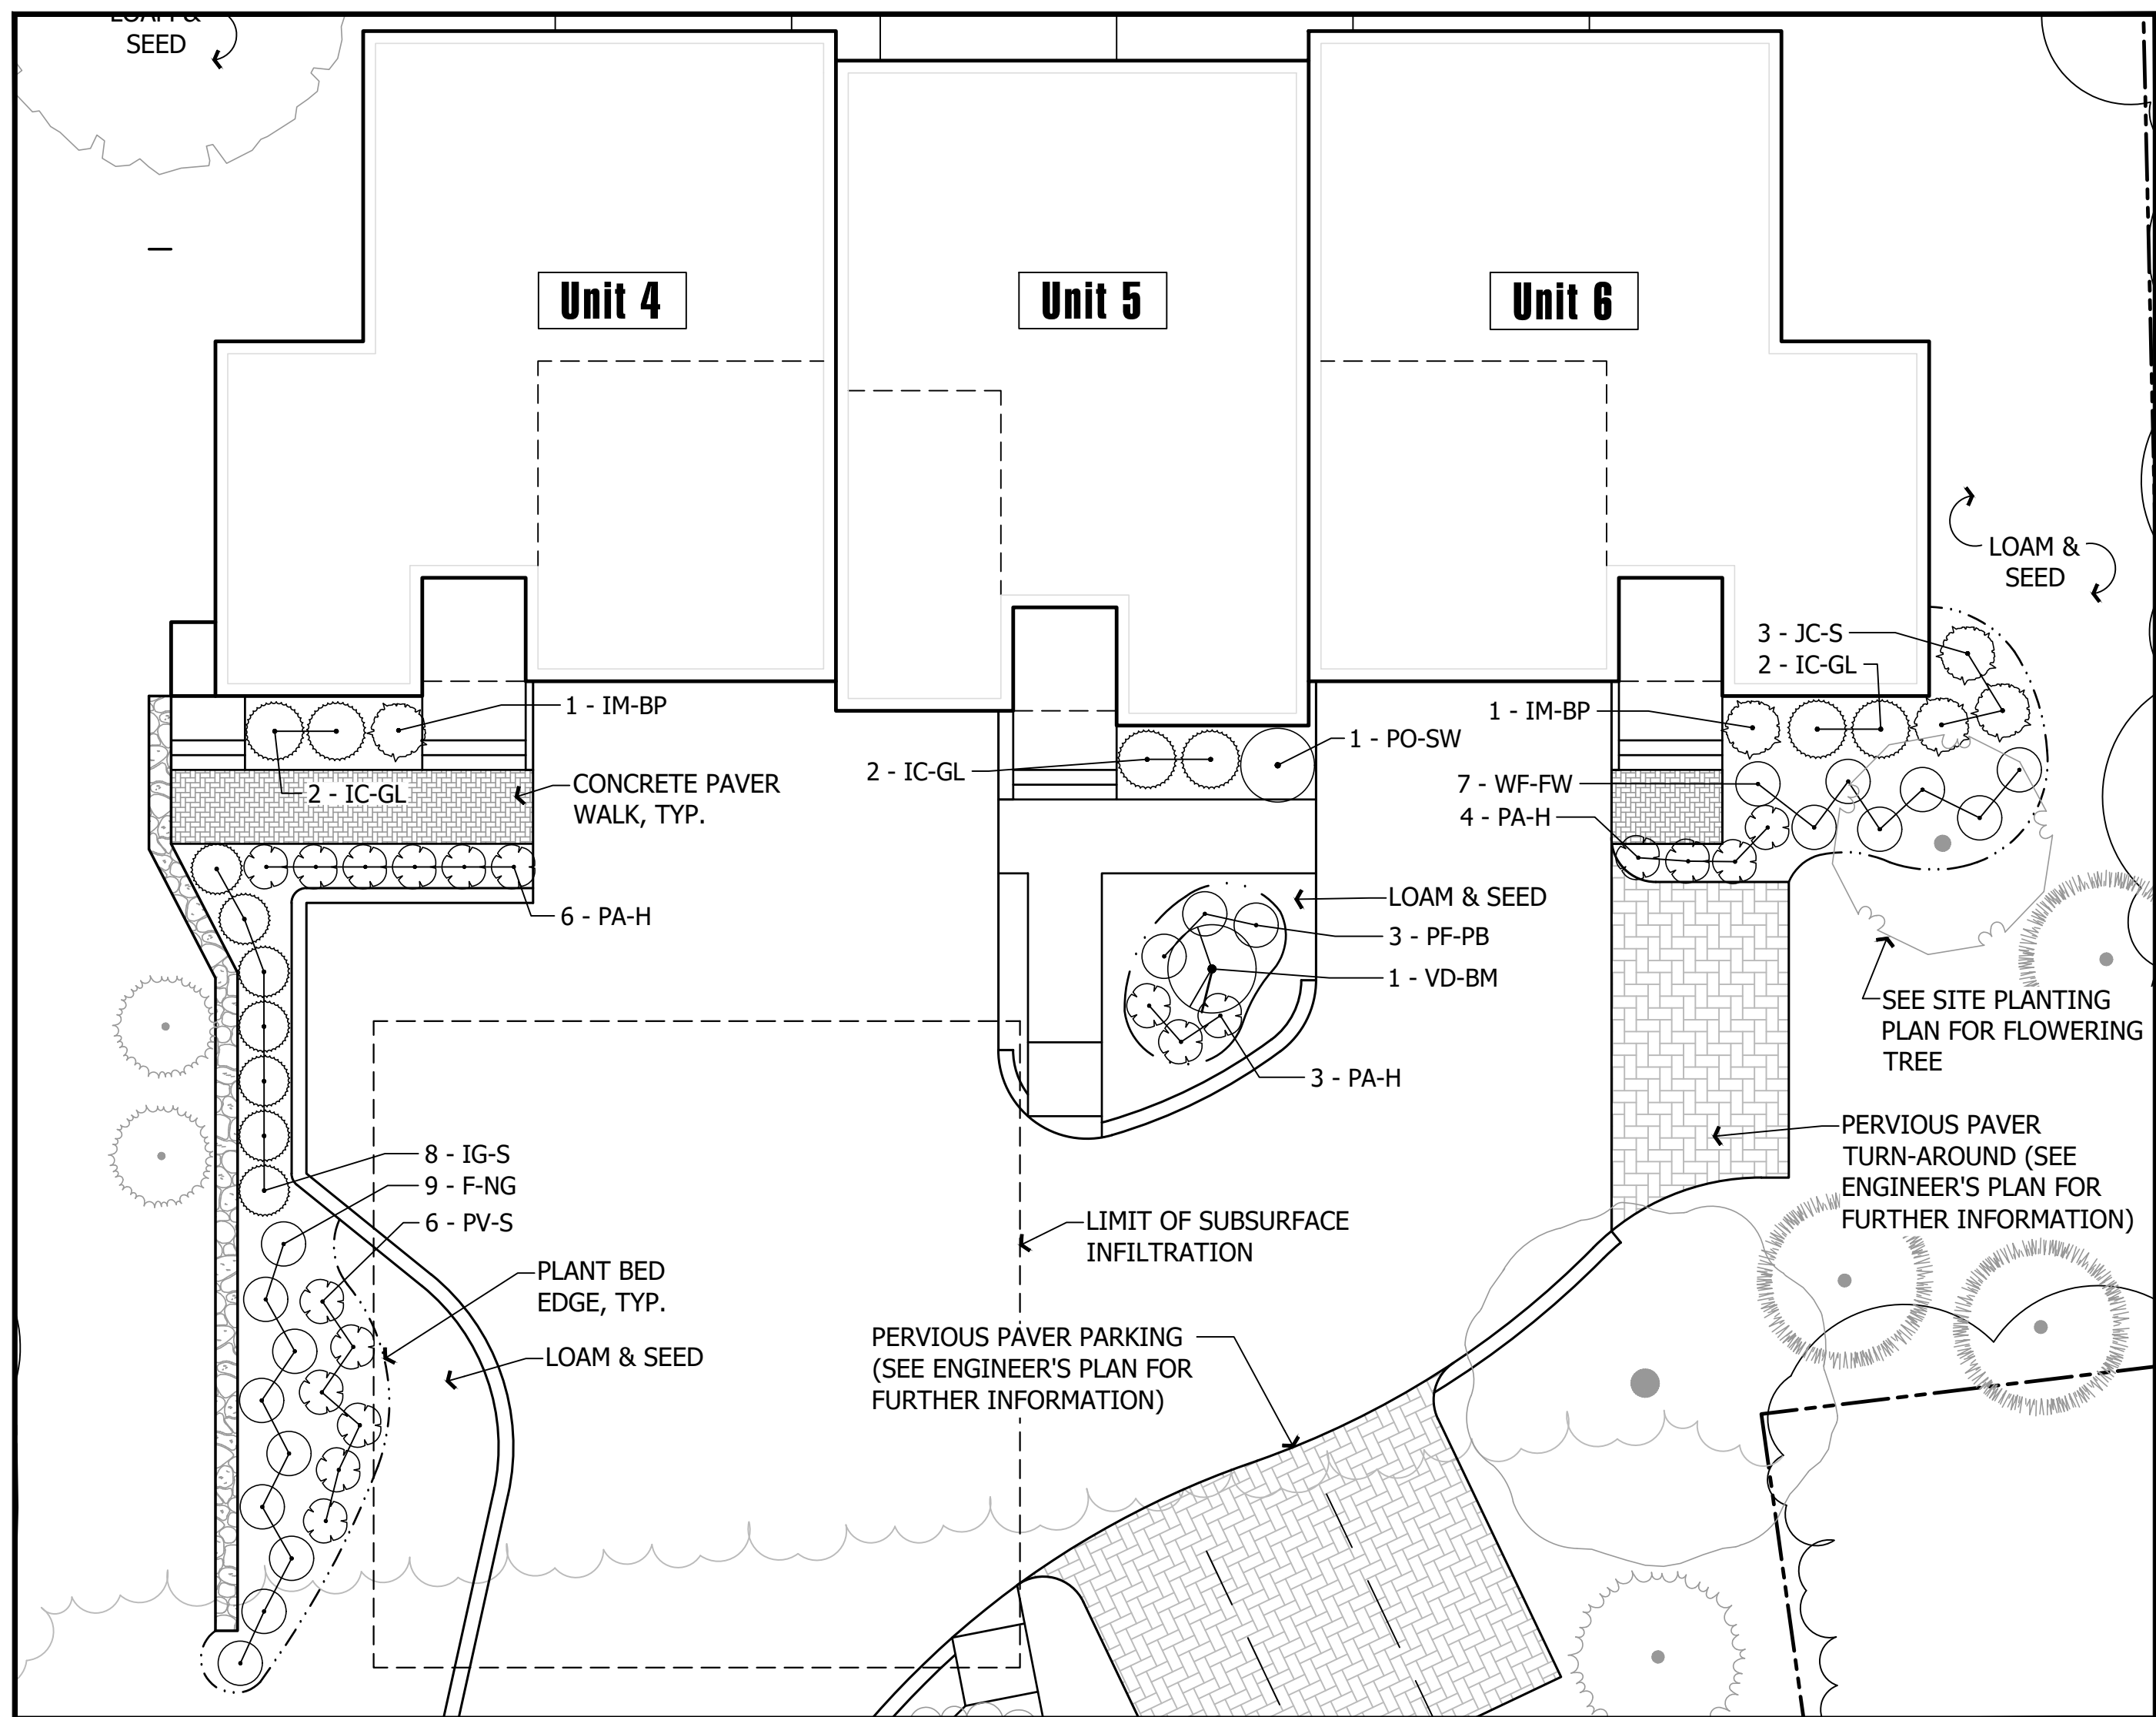 LOAM &
SEED
Unit 4
Unit 5
Unit 6
LOAM &
SEED
3 - JC-S
2 - IC-GL
1 - IM-BP
1 - IM-BP
1 - PO-SW
2 - IC-GL
CONCRETE PAVER
WALK, TYP.
2 - IC-GL
7 - WF-FW
4 - PA-H
6 - PA-H
LOAM & SEED
3 - PF-PB
1 - VD-BM
SEE SITE PLANTING
PLAN FOR FLOWERING
TREE
3 - PA-H
PERVIOUS PAVER
TURN-AROUND (SEE
ENGINEER'S PLAN FOR
FURTHER INFORMATION)
8 - IG-S
9 - F-NG
6 - PV-S
LIMIT OF SUBSURFACE
INFILTRATION
PLANT BED
EDGE, TYP.
LOAM & SEED
PERVIOUS PAVER PARKING
(SEE ENGINEER'S PLAN FOR
FURTHER INFORMATION)